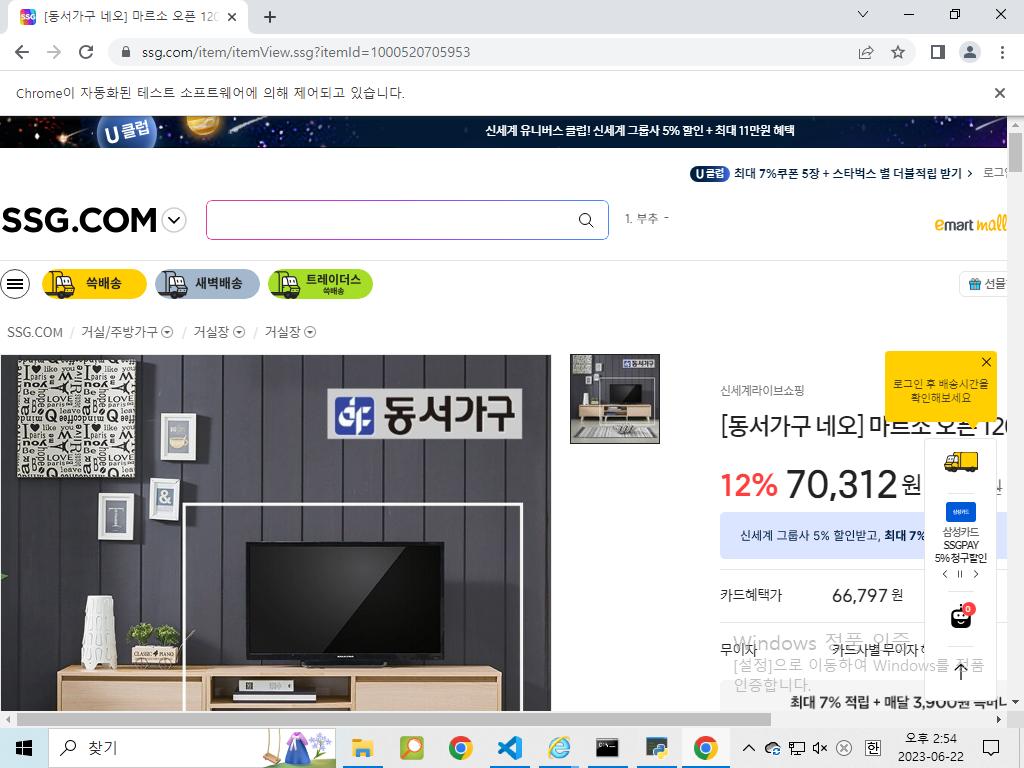 [동서가구 네오] 마르소 오픈 120
ssg.com/item/itemView.ssg?itemId=1000520705953
Chrome이 자동화된 테스트 소프트웨어에 의해 제어되고 있습니다.
U 클럽
신세계 유니버스 클럽! 신세계 그룹사 5% 할인 + 최대 11만원 혜택
U 클럽 최대 7%쿠폰 5장 + 스타벅스 별 더블적립 받기 > 로그인
SSG.COM
1. 부추 -
emart mall
쓱배송
새벽배송
트레이더스
쓱배송
선물
SSG.COM / 거실/주방가구 / 거실장 / 거실장
동서가구
LOVE
CLASSIC PIANO
신세계라이브쇼핑
로그인 후 배송시간을
확인해보세요
[동서가구 네오] 마르소 오픈 120
12% 70,312원
신세계 그룹사 5% 할인받고, 최대 7%
삼성카드
삼성카드
SSGPAY
5% 청구할인
카드혜택가 66,797 원
0
무이자 카드사별 무이자
Windows 정품 인증
[설정]으로 이동하여 Windows를 정품
인증합니다.
최대 7% 적립 + 매달 3,900원
찾기
한
오후 2:54
2023-06-22